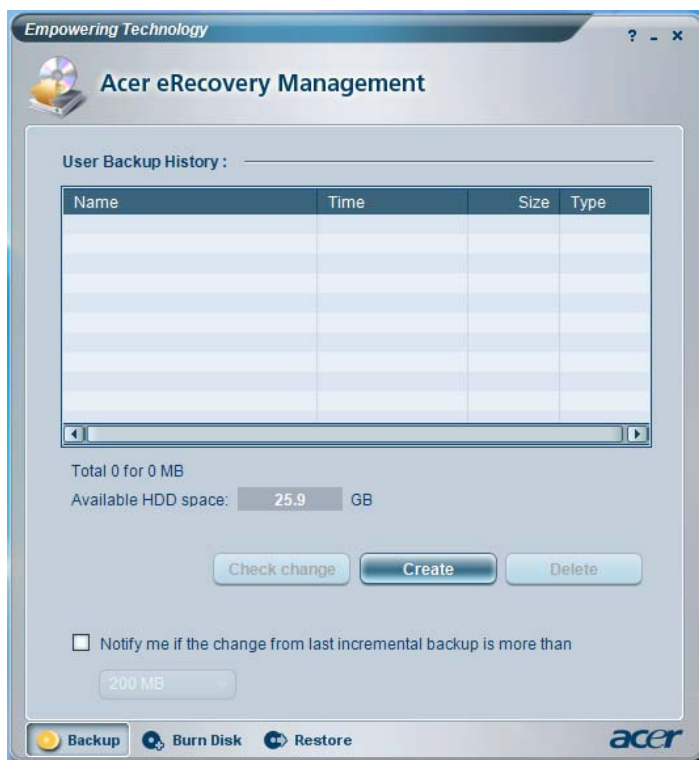 Empowering Technology
? - ×
Acer eRecovery Management
User Backup History :
Name Time Size Type
Total 0 for 0 MB
Available HDD space: 25.9 GB
Check change Create Delete
Notify me if the change from last incremental backup is more than
200 MB
Backup Burn Disk Restore acer